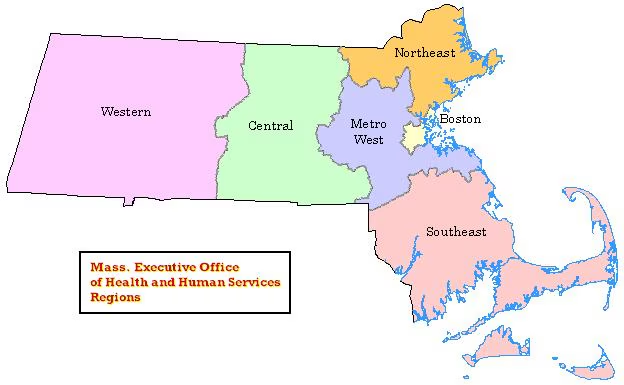 Northeast
Western
Central
Metro
West
Boston
Southeast
Mass. Executive Office
of Health and Human Services
Regions